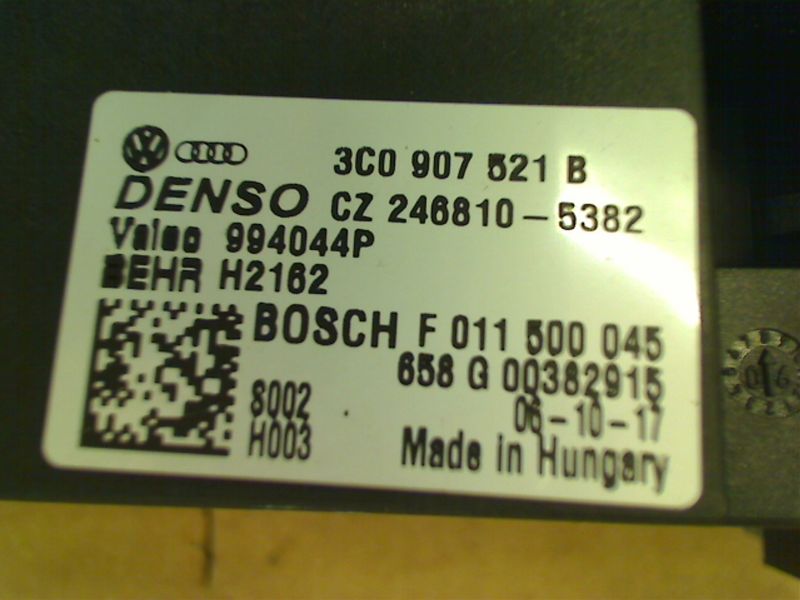 3C0 907 521 B
DENSO CZ 246810-5382
Valeo 994044P
BEHR H2162
BOSCH F 011 500 045
658 G 00382915
8002
06-10-17
H003
Made in Hungary
06